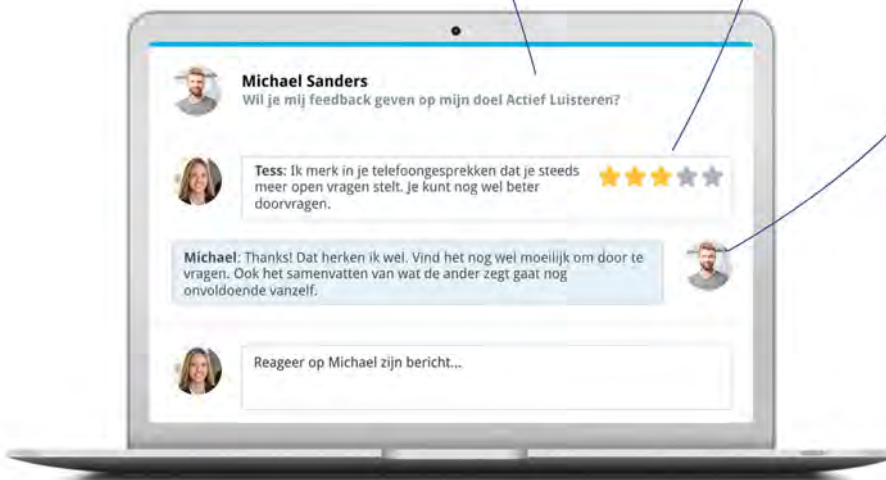 Michael Sanders
Wil je mij feedback geven op mijn doel Actief Luisteren?
Tess: Ik merk in je telefoongesprekken dat je steeds
meer open vragen stelt. Je kunt nog wel beter
doorvragen.
Michael: Thanks! Dat herken ik wel. Vind het nog wel moeilijk om door te
vragen. Ook het samenvatten van wat de ander zegt gaat nog
onvoldoende vanzelf.
Reageer op Michael zijn bericht...